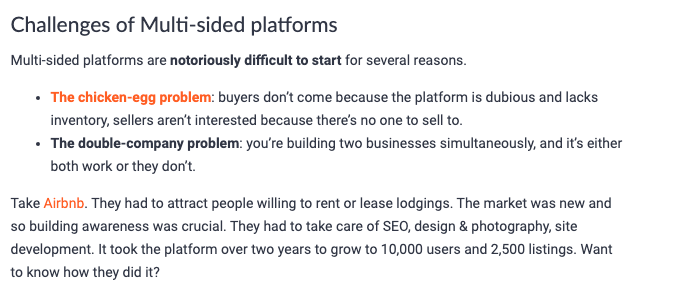 Challenges of Multi-sided platforms
Multi-sided platforms are notoriously difficult to start for several reasons.
• The chicken-egg problem: buyers don’t come because the platform is dubious and lacks
inventory, sellers aren’t interested because there’s no one to sell to.
• The double-company problem: you’re building two businesses simultaneously, and it’s either
both work or they don’t.
Take Airbnb. They had to attract people willing to rent or lease lodgings. The market was new and
so building awareness was crucial. They had to take care of SEO, design & photography, site
development. It took the platform over two years to grow to 10,000 users and 2,500 listings. Want
to know how they did it?